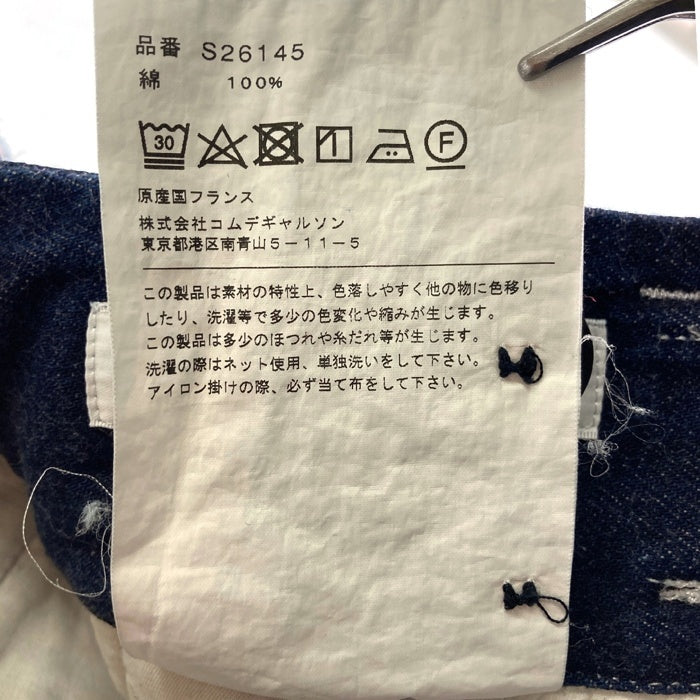 品番 S26145
綿 100%
30 F
原産国フランス
株式会社コムデギャルソン
東京都港区南青山5-11-5
この製品は素材の特性上、色落しやすく他の物に色移り
したり、洗濯等で多少の色変化や縮みが生じます。
この製品は多少のほつれや糸だれ等が生じます。
洗濯の際はネット使用、単独洗いをして下さい。
アイロン掛けの際、必ず当て布をして下さい。